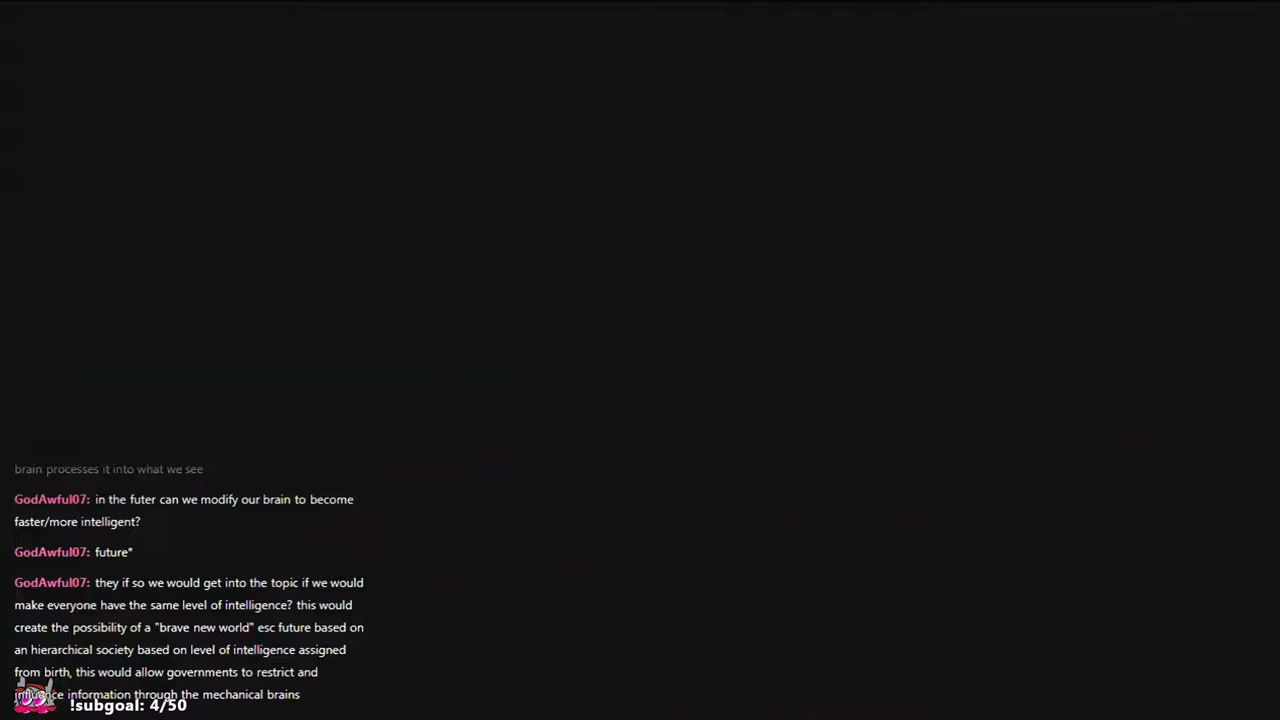 brain processes it into what we see
GodAwful07: in the futer can we modify our brain to become
faster/more intelligent?
GodAwful07: future*
GodAwful07: they if so we would get into the topic if we would
make everyone have the same level of intelligence? this would
create the possibility of a "brave new world" esc future based on
an hierarchical society based on level of intelligence assigned
from birth, this would allow governments to restrict and
influence information through the mechanical brains
!subgoal: 4/50